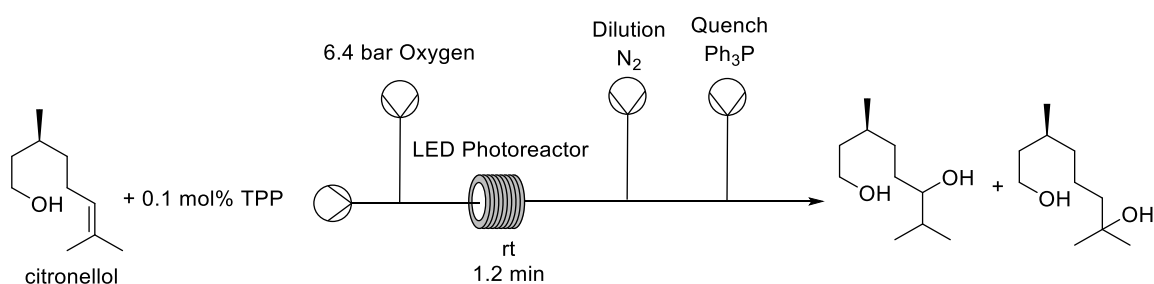 6.4 bar Oxygen
Dilution
N2
Quench
Ph3P
LED Photoreactor
OH
+ 0.1 mol% TPP
citronellol
rt
1.2 min
OH
OH
+
OH
OH